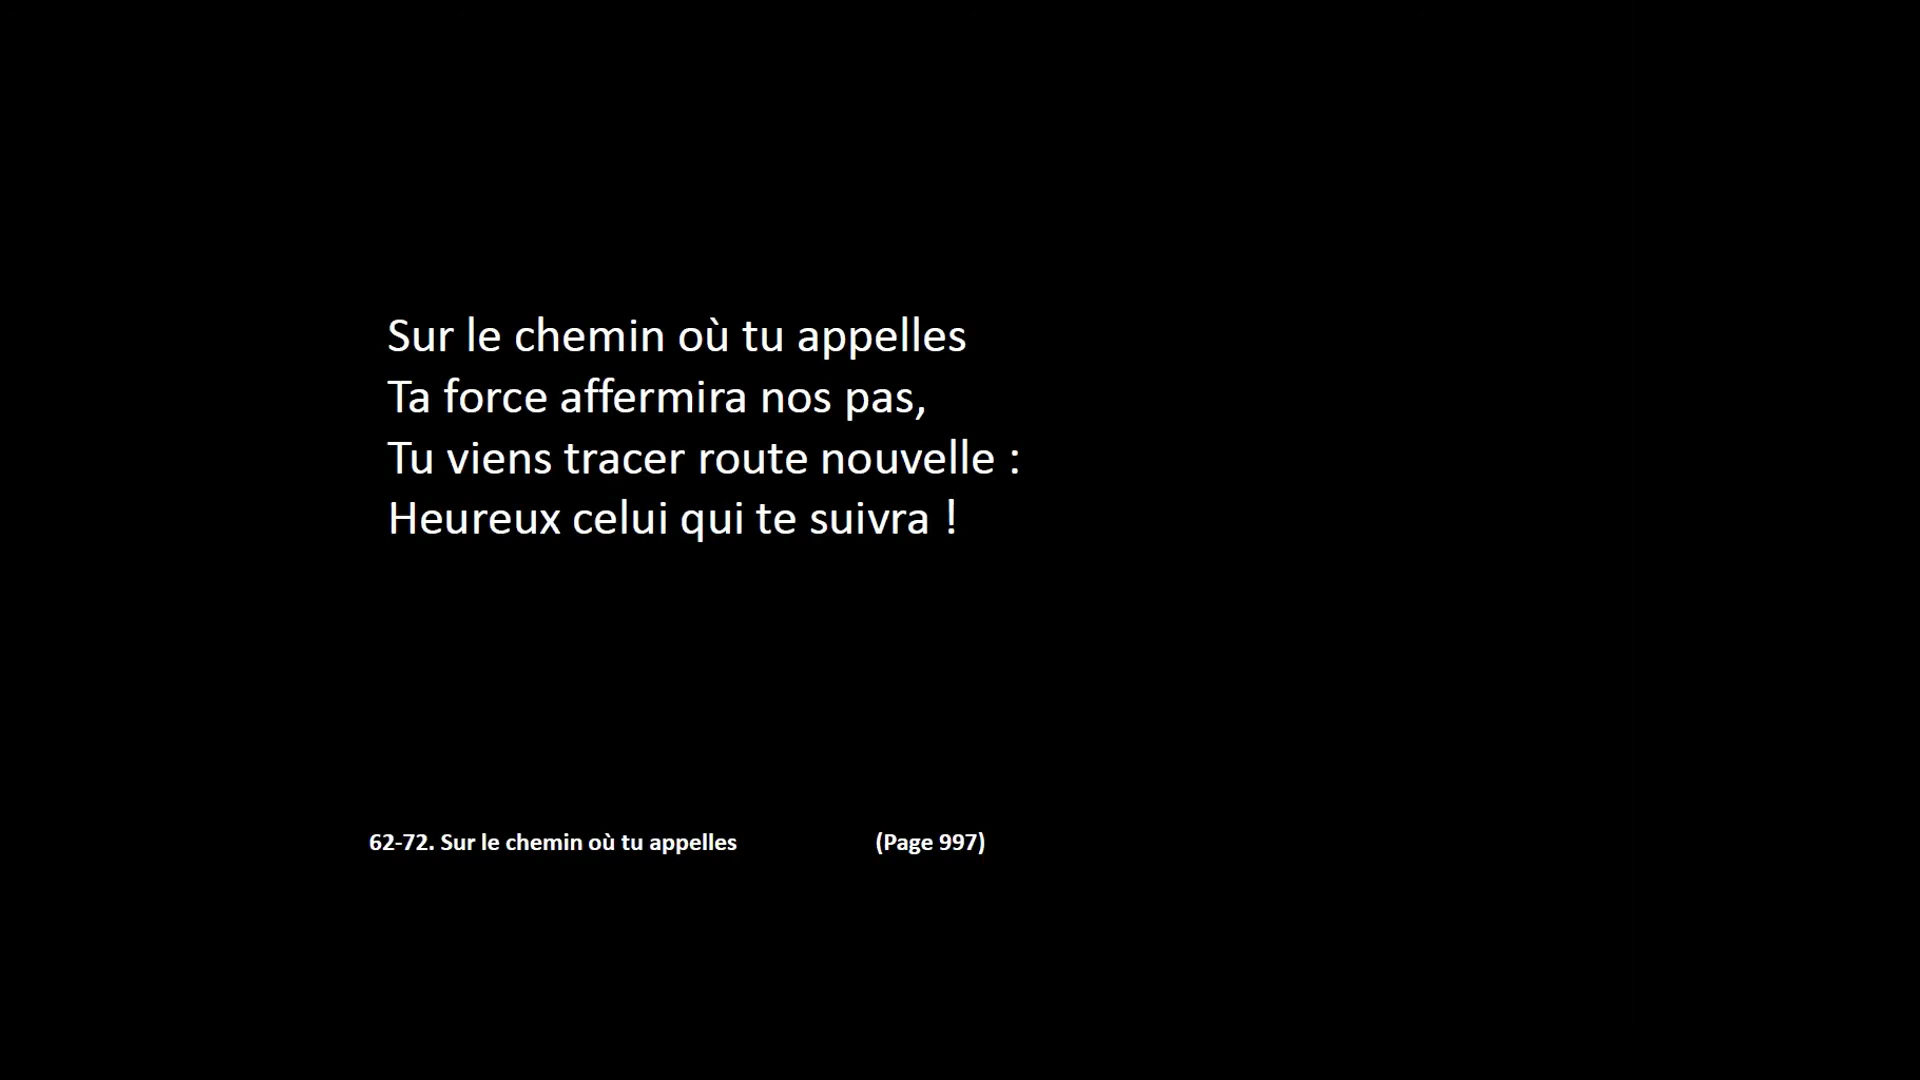 Sur le chemin où tu appelles
Ta force affermira nos pas,
Tu viens tracer route nouvelle :
Heureux celui qui te suivra !
62-72. Sur le chemin où tu appelles (Page 997)